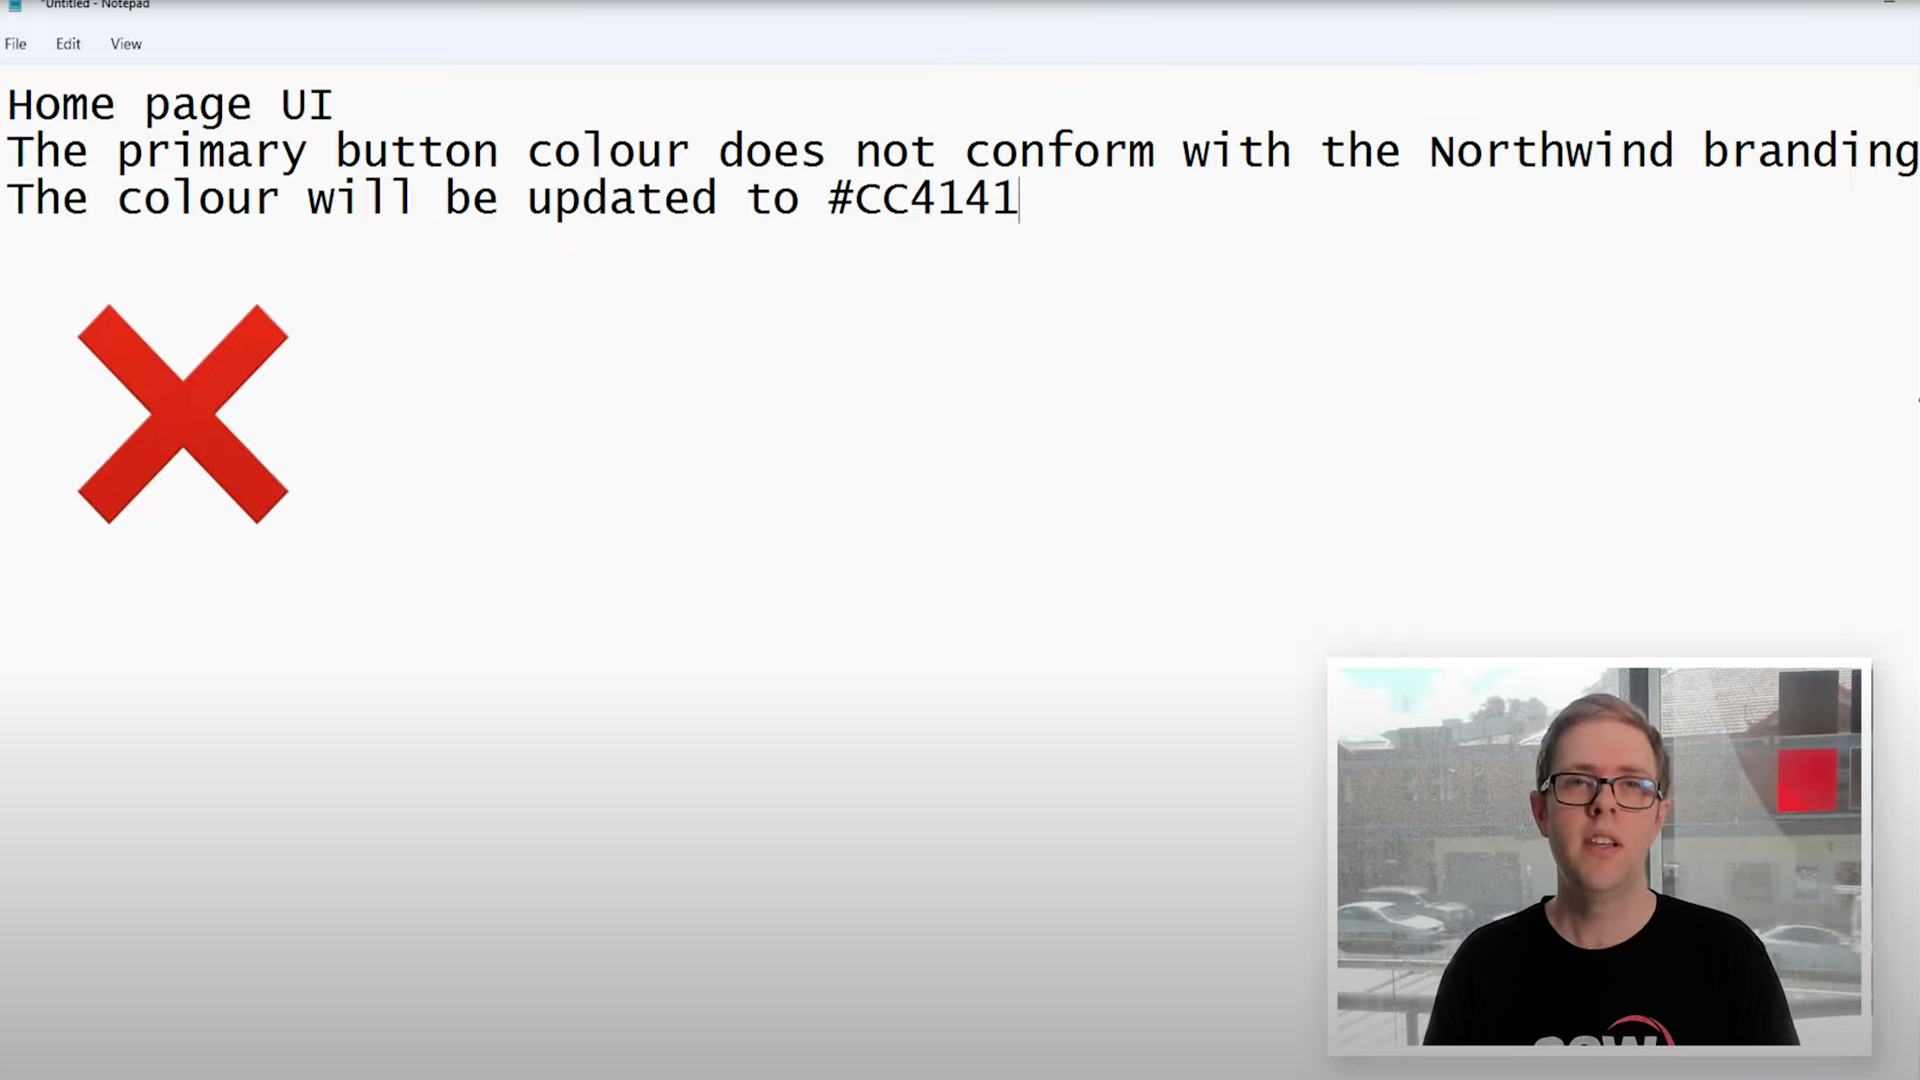 *Untitled - Notepad
File Edit View
Home page UI
The primary button colour does not conform with the Northwind branding
The colour will be updated to #CC4141